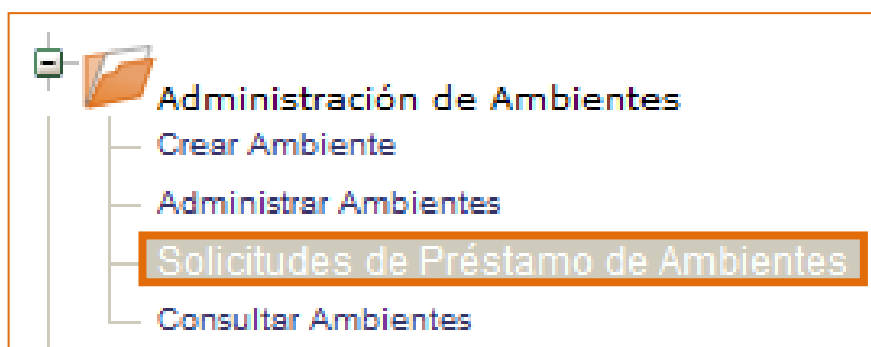 Administración de Ambientes
Crear Ambiente
Administrar Ambientes
Solicitudes de Préstamo de Ambientes
Consultar Ambientes